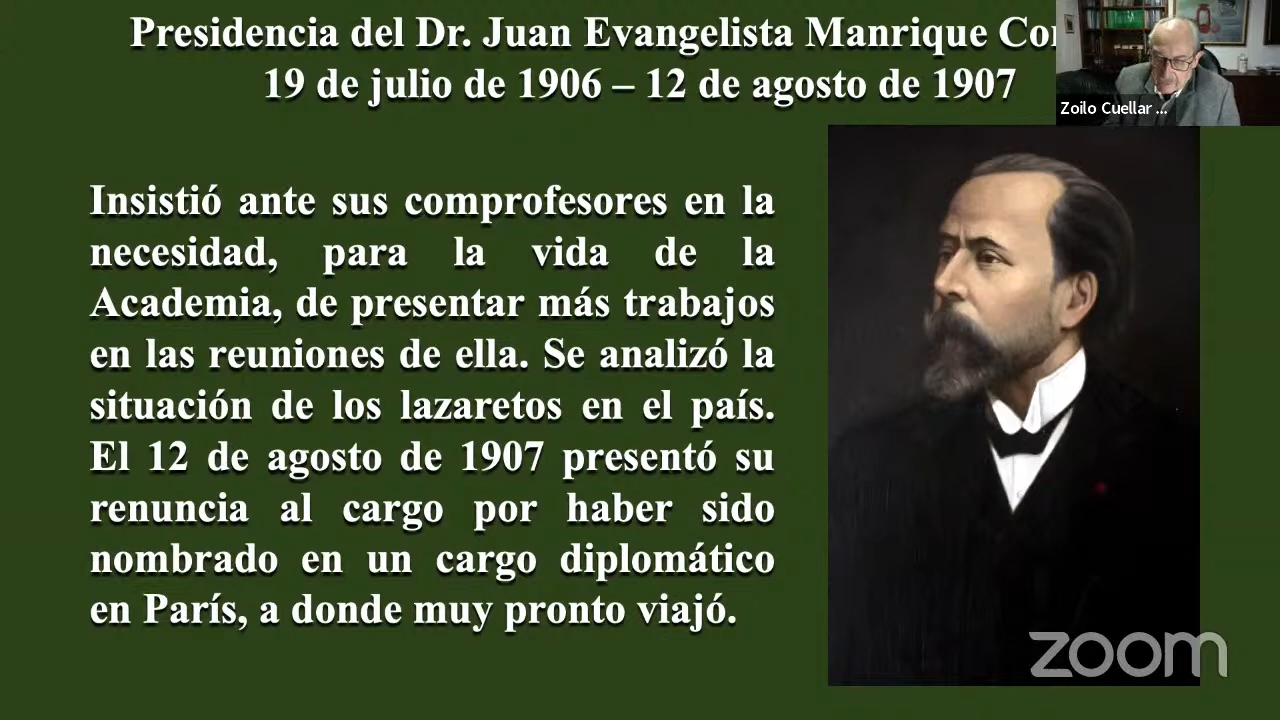 Presidencia del Dr. Juan Evangelista Manrique
19 de julio de 1906 – 12 de agosto de 1907
Zoilo Cuellar ...
Insistió ante sus comprofesores en la
necesidad, para la vida de la
Academia, de presentar más trabajos
en las reuniones de ella. Se analizó la
situación de los lazaretos en el país.
El 12 de agosto de 1907 presentó su
renuncia al cargo por haber sido
nombrado en un cargo diplomático
en París, a donde muy pronto viajó.
zoom